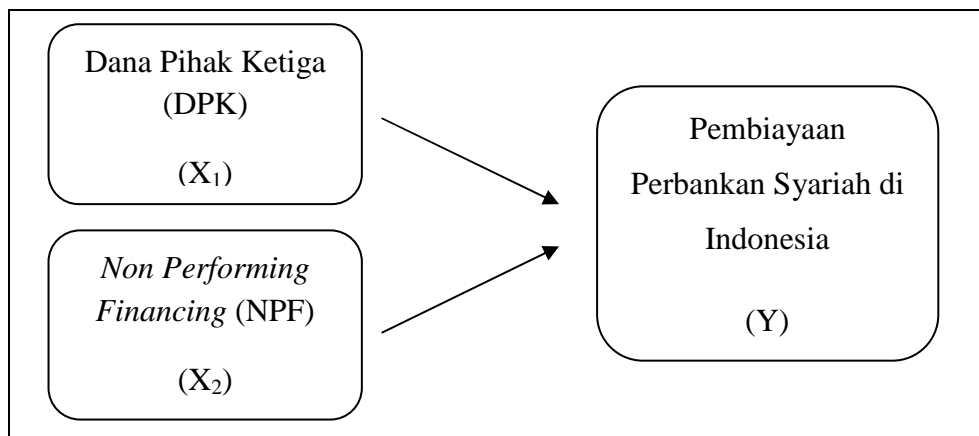 Dana Pihak Ketiga
(DPK)
(X₁)
Non Performing
Financing (NPF)
(X₂)
Pembiayaan
Perbankan Syariah di
Indonesia
(Y)